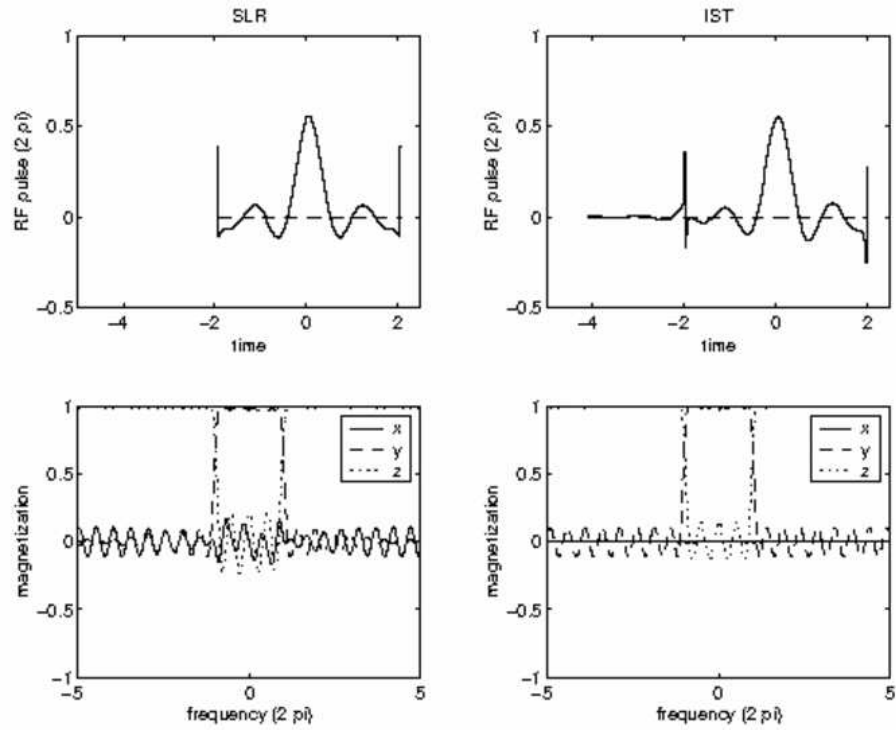 SLR
IST
1
0.5
0
−0.5
−4
−2
0
2
RF pulse (2 pi)
time
1
0.5
0
−0.5
−4
−2
0
2
RF pulse (2 pi)
time
1
0.5
0
−0.5
−1
−5
0
5
magnetization
frequency (2 pi)
x
y
z
1
0.5
0
−0.5
−1
−5
0
5
magnetization
frequency (2 pi)
x
y
z